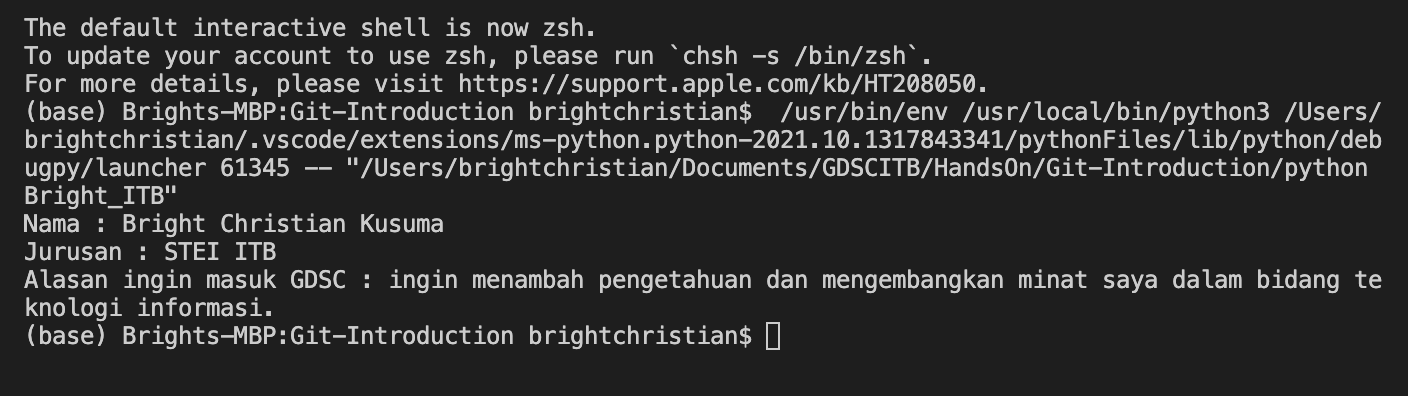 The default interactive shell is now zsh.
To update your account to use zsh, please run `chsh -s /bin/zsh`.
For more details, please visit https://support.apple.com/kb/HT208050.
(base) Brights-MBP:Git-Introduction brightchristian$  /usr/bin/env /usr/local/bin/python3 /Users/
brightchristian/.vscode/extensions/ms-python.python-2021.10.1317843341/pythonFiles/lib/python/deb
ugpy/launcher 61345 -- "/Users/brightchristian/Documents/GDSCITB/HandsOn/Git-Introduction/python
Bright_ITB"
Nama : Bright Christian Kusuma
Jurusan : STEI ITB
Alasan ingin masuk GDSC : ingin menambah pengetahuan dan mengembangkan minat saya dalam bidang te
knologi informasi.
(base) Brights-MBP:Git-Introduction brightchristian$